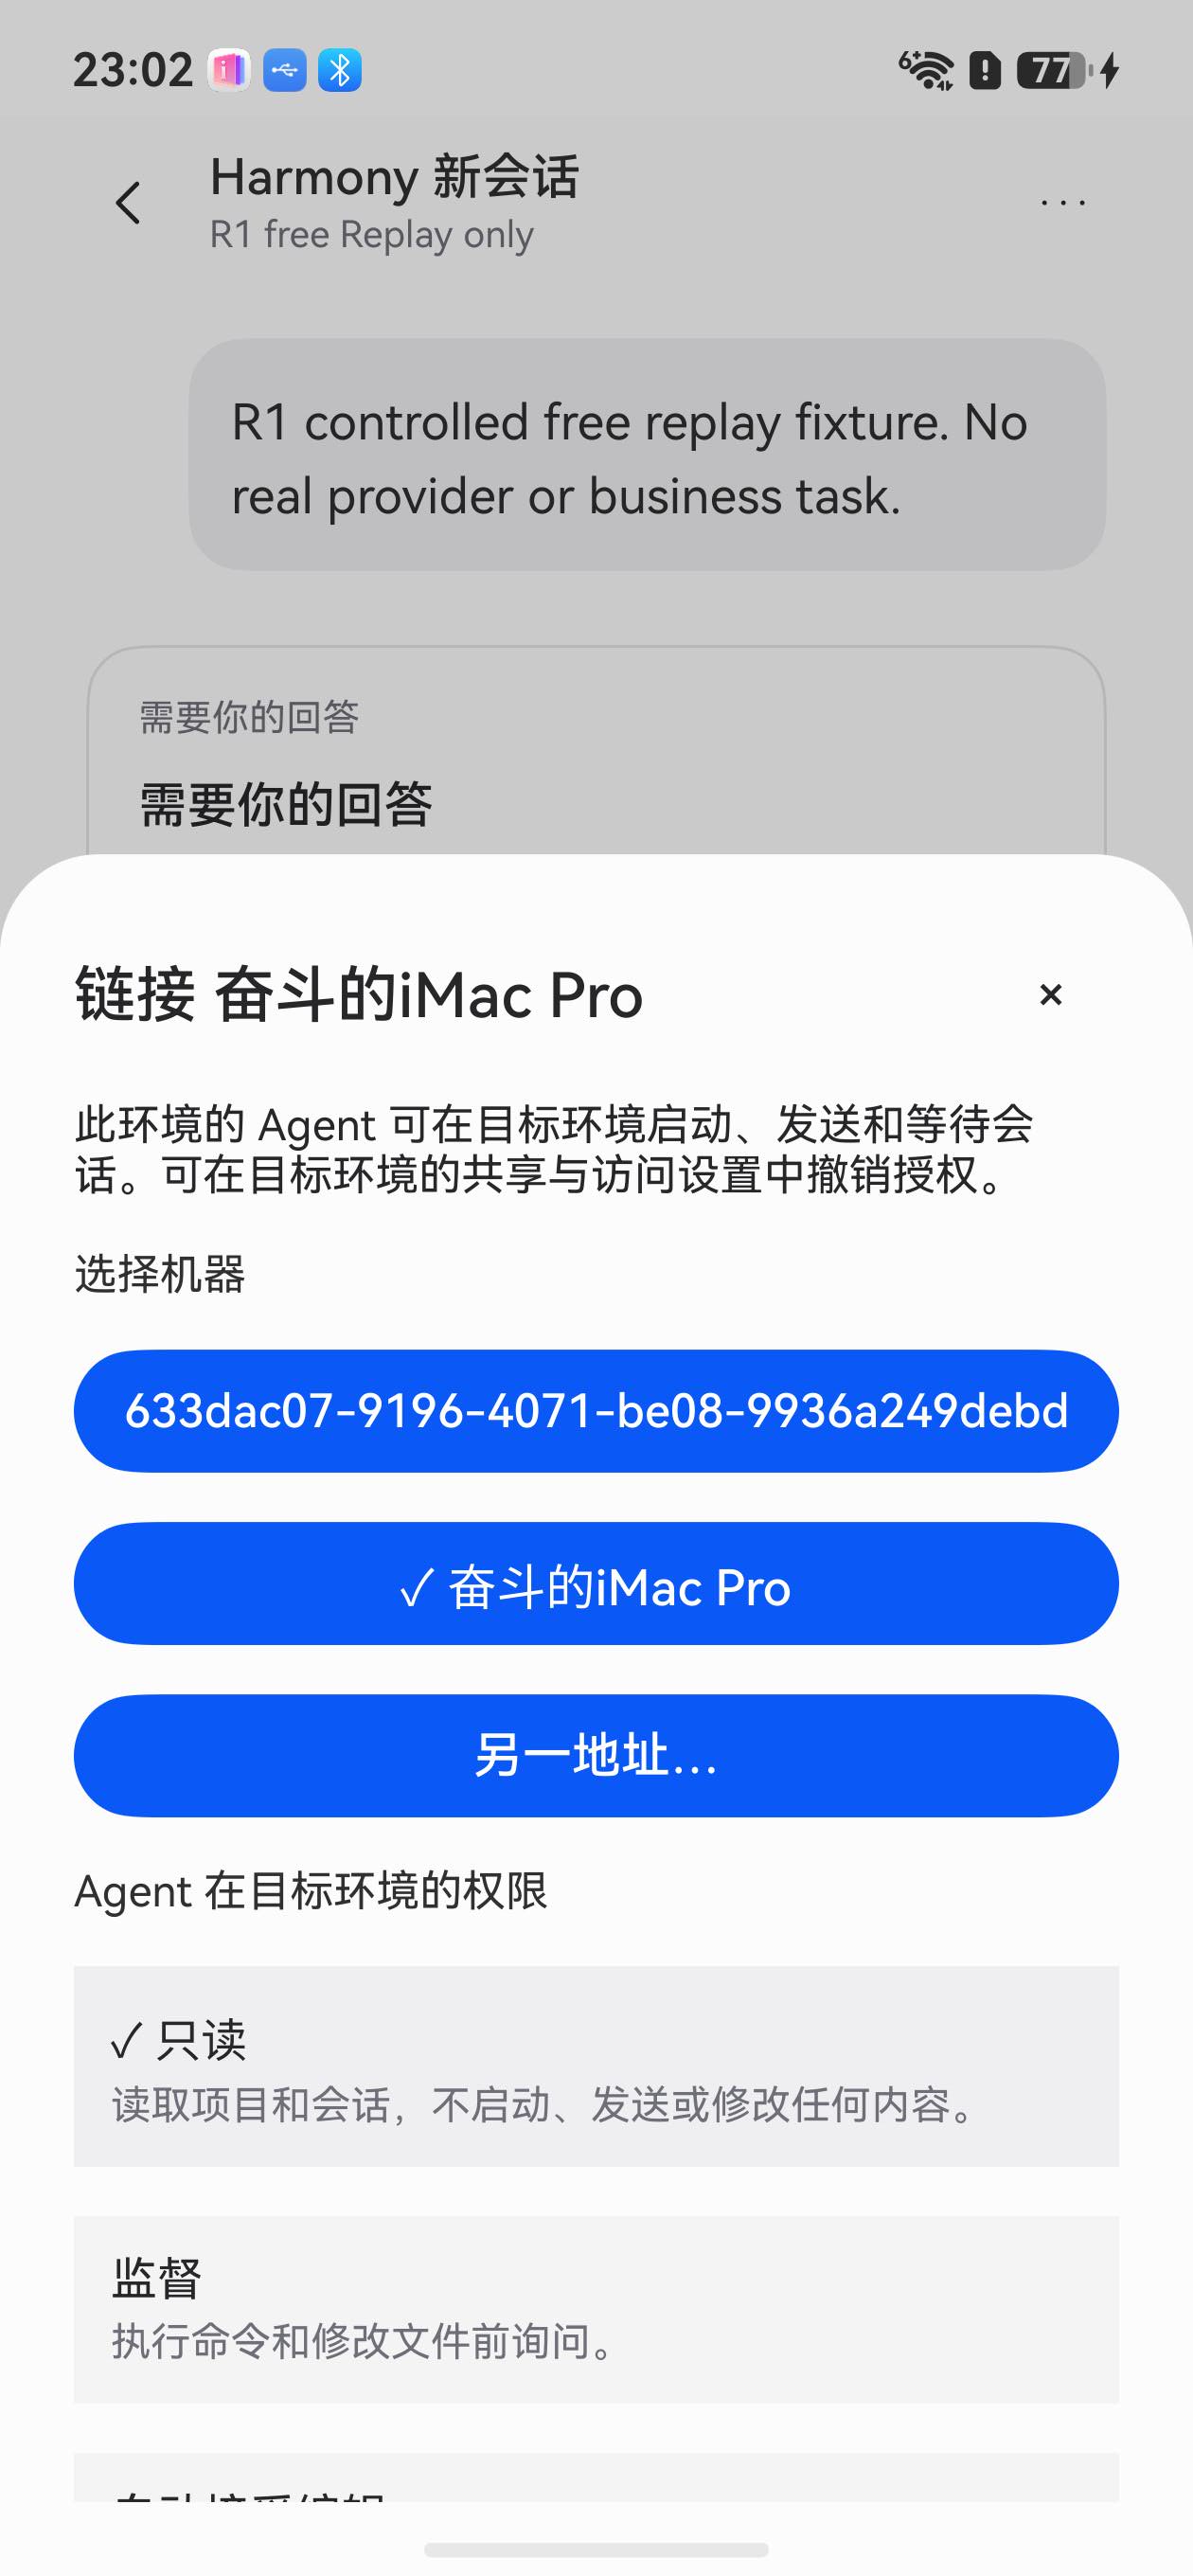 23:02
77
Harmony 新会话
R1 free Replay only
R1 controlled free replay fixture. No
real provider or business task.
需要你的回答
需要你的回答
链接 奋斗的iMac Pro
此环境的 Agent 可在目标环境启动、发送和等待会
话。可在目标环境的共享与访问设置中撤销授权。
选择机器
633dac07-9196-4071-be08-9936a249debd
✓ 奋斗的iMac Pro
另一地址...
Agent 在目标环境的权限
✓ 只读
读取项目和会话，不启动、发送或修改任何内容。
监督
执行命令和修改文件前询问。